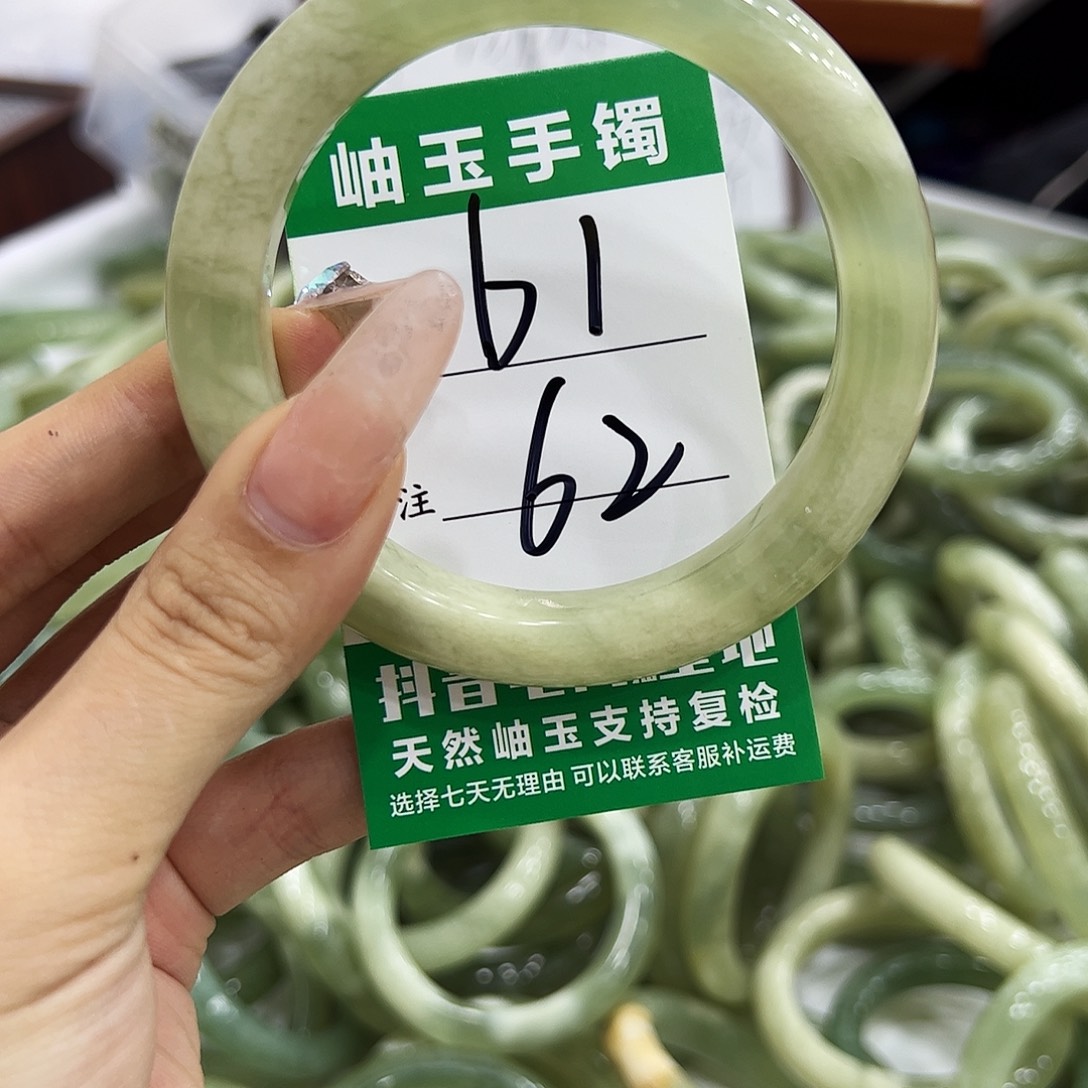 岫玉手镯
61
注 62
抖音
天然岫玉支持复检
选择七天无理由 可以联系客服补运费